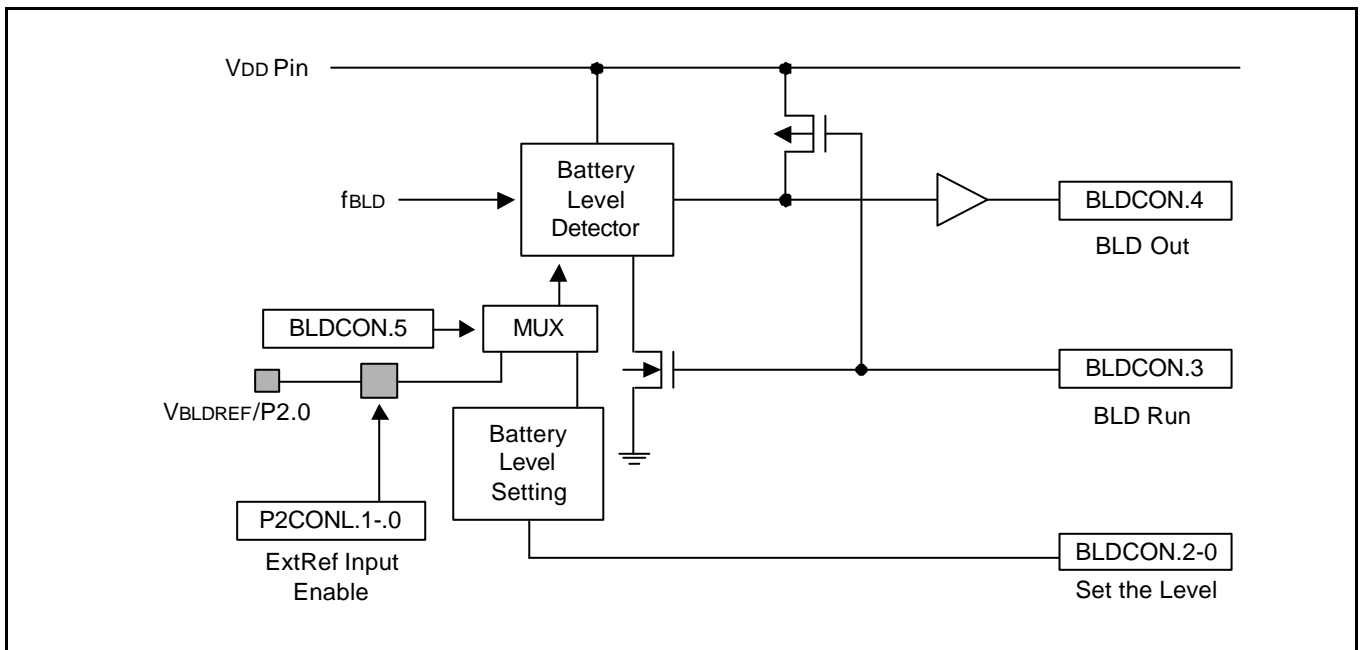 VDD Pin
Battery
Level
Detector
fBLD
BLDCON.4
BLD Out
BLDCON.5
MUX
VBLDREF/P2.0
BLDCON.3
BLD Run
Battery
Level
Setting
P2CONL.1-.0
ExtRef Input
Enable
BLDCON.2-0
Set the Level